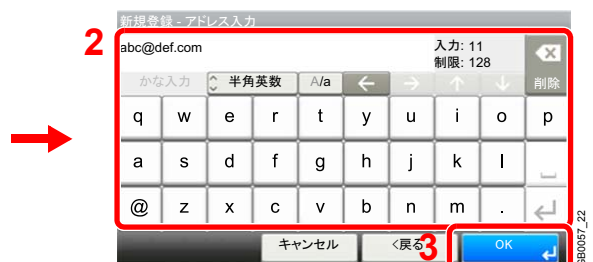 新規登録 - アドレス入力
2
abc@def.com
入力: 11
制限: 128
かな入力 半角英数 A/a ← → ↑ ↓ 削除
q w e r t y u i o p
a s d f g h j k l
@ z x c v b n m .
キャンセル <戻る 3 OK
GB0057_22